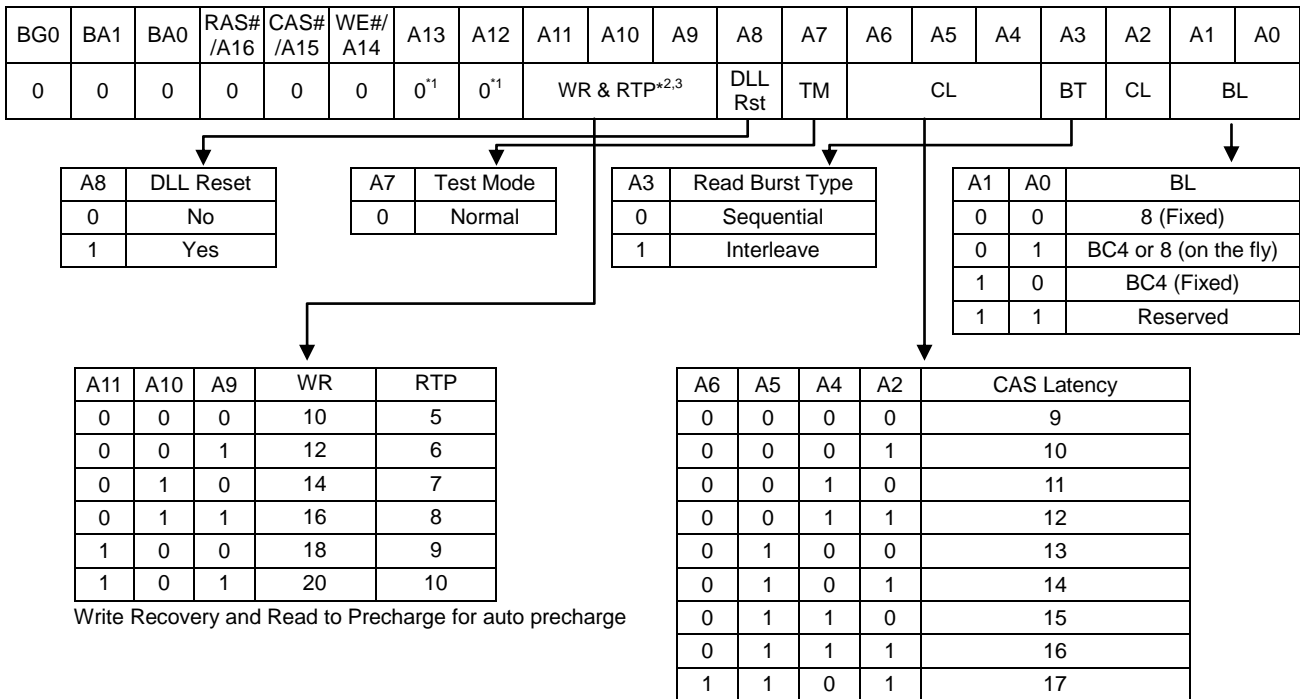 BG0 BA1 BA0 RAS# /A16 CAS# /A15 WE#/ A14 A13 A12 A11 A10 A9 A8 A7 A6 A5 A4 A3 A2 A1 A0
0 0 0 0 0 0 0*1 0*1 WR & RTP*2,3 DLL Rst TM CL BT CL BL
A8 DLL Reset
0 No
1 Yes
A7 Test Mode
0 Normal
A3 Read Burst Type
0 Sequential
1 Interleave
A1 A0 BL
0 0 8 (Fixed)
0 1 BC4 or 8 (on the fly)
1 0 BC4 (Fixed)
1 1 Reserved
A11 A10 A9 WR RTP
0 0 0 10 5
0 0 1 12 6
0 1 0 14 7
0 1 1 16 8
1 0 0 18 9
1 0 1 20 10
Write Recovery and Read to Precharge for auto precharge
A6 A5 A4 A2 CAS Latency
0 0 0 0 9
0 0 0 1 10
0 0 1 0 11
0 0 1 1 12
0 1 0 0 13
0 1 0 1 14
0 1 1 0 15
0 1 1 1 16
1 1 0 1 17